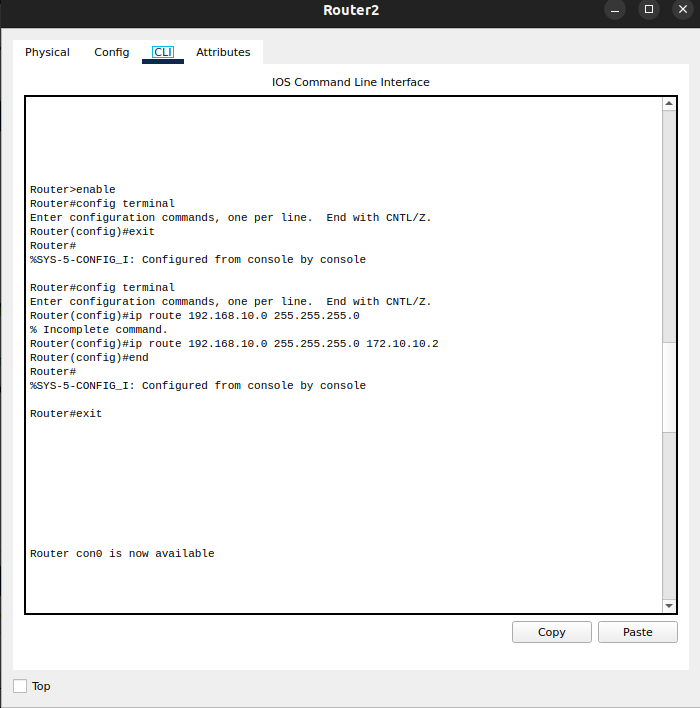 Router2
Physical Config CLI Attributes
IOS Command Line Interface
Router>enable
Router#config terminal
Enter configuration commands, one per line.  End with CNTL/Z.
Router(config)#exit
Router#
%SYS-5-CONFIG_I: Configured from console by console
Router#config terminal
Enter configuration commands, one per line.  End with CNTL/Z.
Router(config)#ip route 192.168.10.0 255.255.255.0
% Incomplete command.
Router(config)#ip route 192.168.10.0 255.255.255.0 172.10.10.2
Router(config)#end
Router#
%SYS-5-CONFIG_I: Configured from console by console
Router#exit
Router con0 is now available
Copy Paste
Top